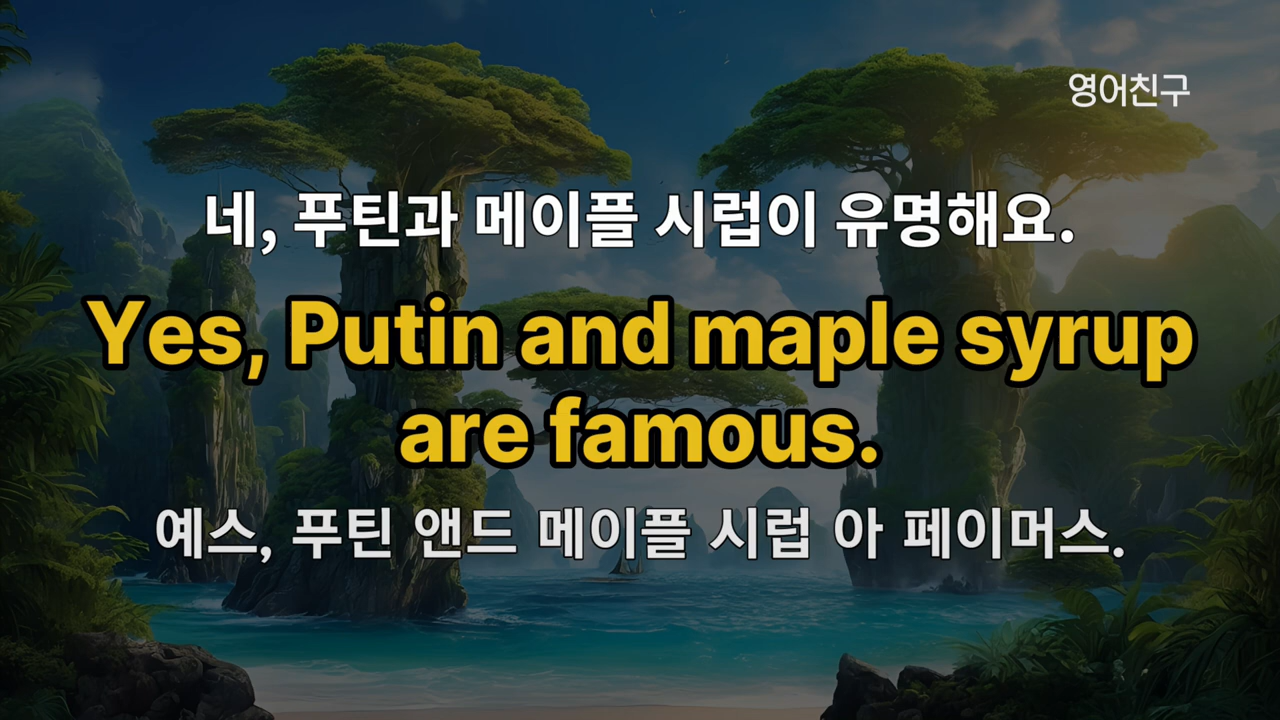 영어친구
네, 푸틴과 메이플 시럽이 유명해요.
Yes, Putin and maple syrup
are famous.
예스, 푸틴 앤드 메이플 시럽 아 페이머스.